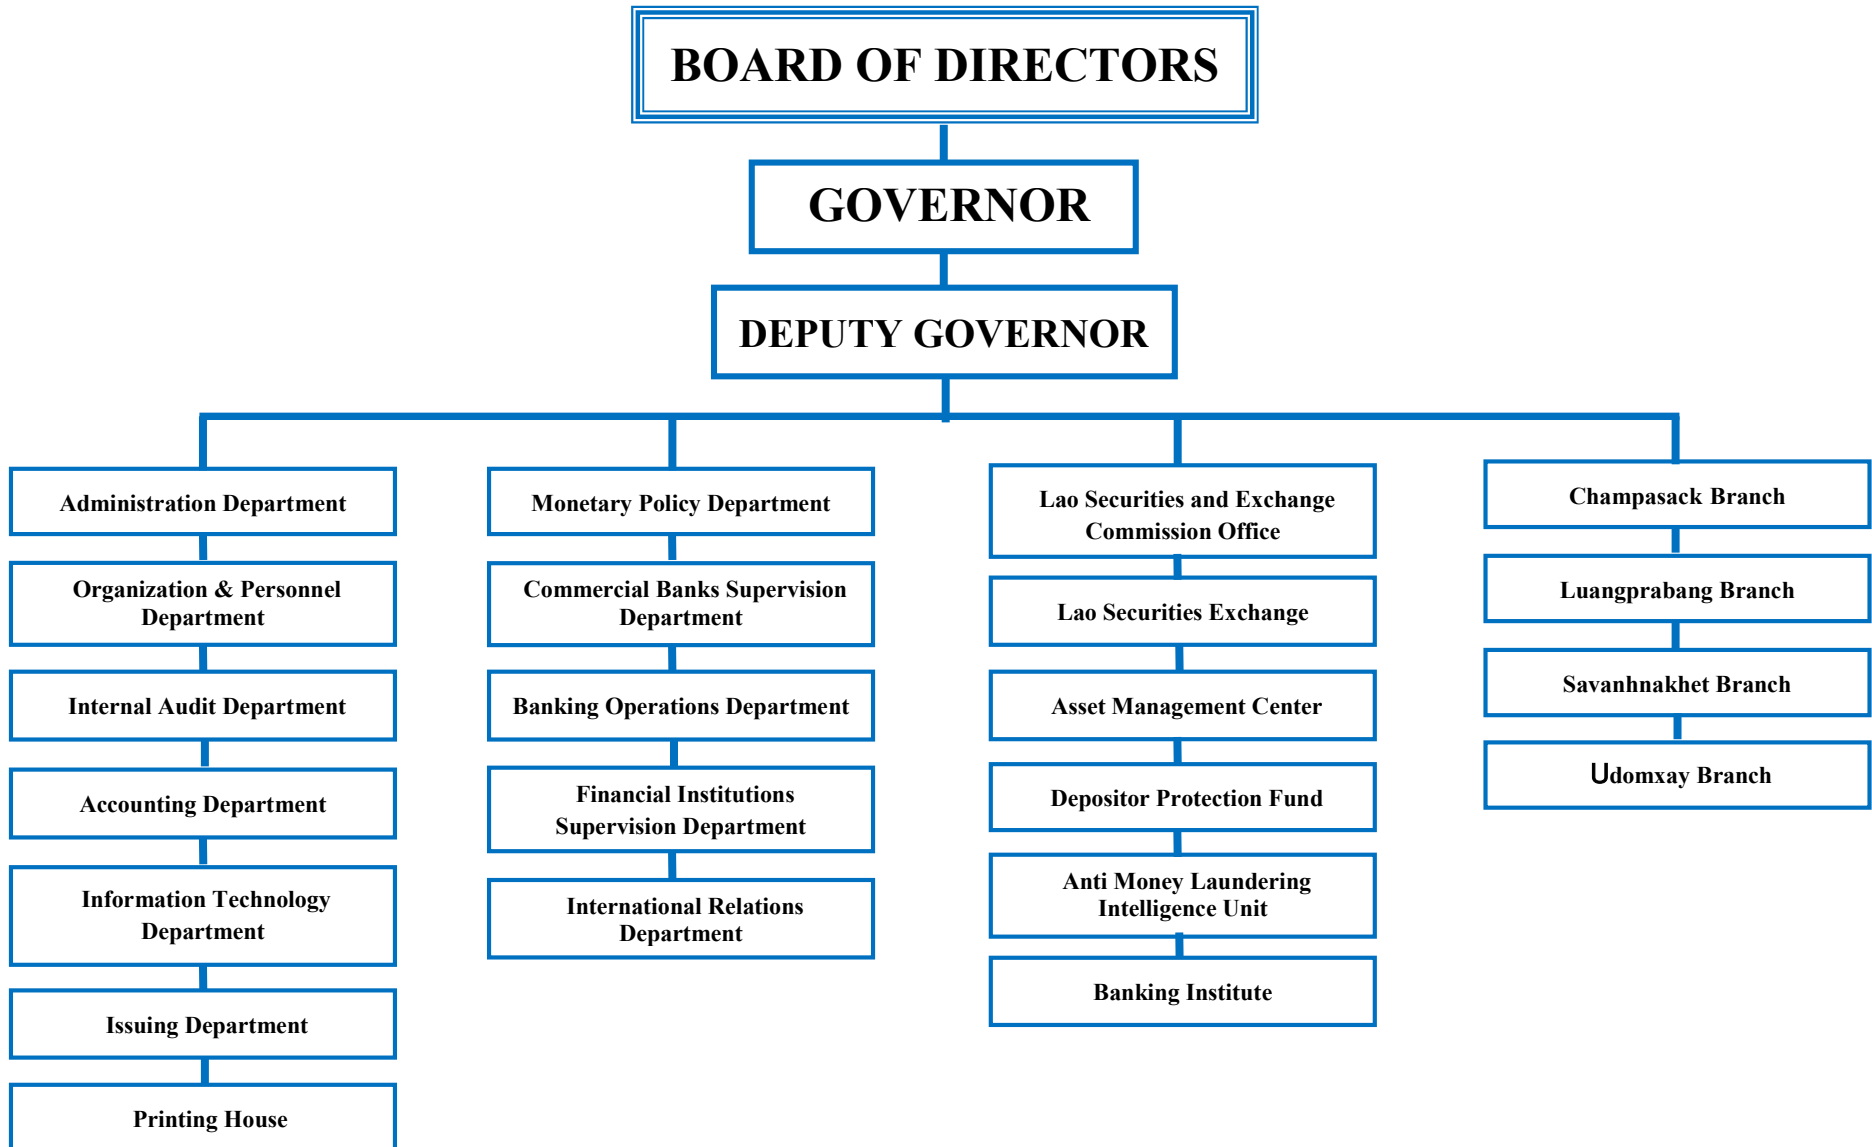 BOARD OF DIRECTORS
GOVERNOR
DEPUTY GOVERNOR
Administration Department
Organization & Personnel
Department
Internal Audit Department
Accounting Department
Information Technology
Department
Issuing Department
Printing House
Monetary Policy Department
Commercial Banks Supervision
Department
Banking Operations Department
Financial Institutions
Supervision Department
International Relations
Department
Lao Securities and Exchange
Commission Office
Lao Securities Exchange
Asset Management Center
Depositor Protection Fund
Anti Money Laundering
Intelligence Unit
Banking Institute
Champasack Branch
Luangprabang Branch
Savanhnakhet Branch
Udomxay Branch